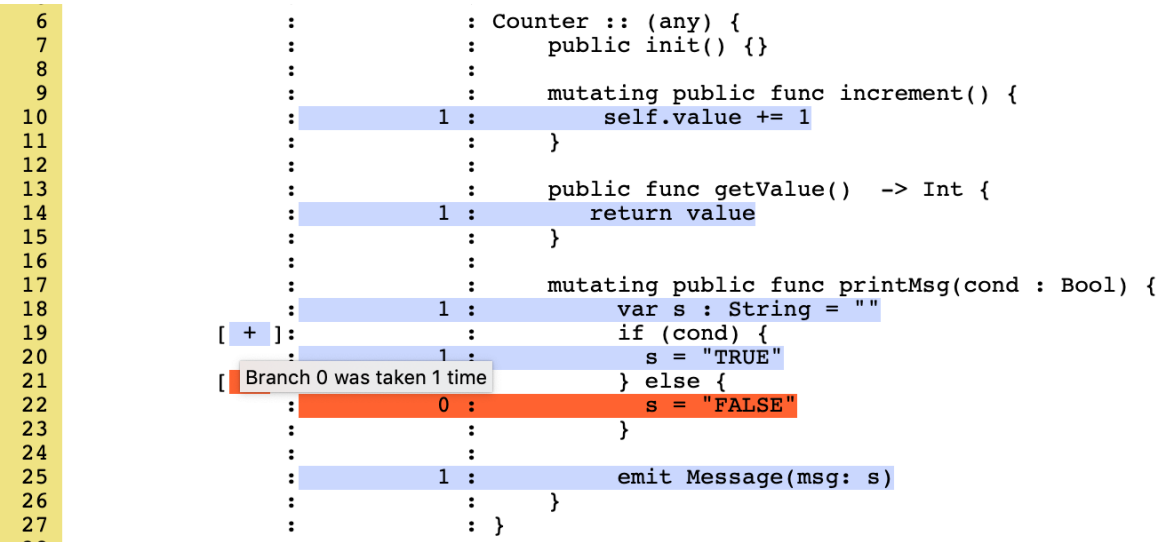 6 : : Counter :: (any) {
7 : : public init() {}
8 : :
9 : : mutating public func increment() {
10 : 1 : self.value += 1
11 : : }
12 : :
13 : : public func getValue() -> Int {
14 : 1 : return value
15 : : }
16 : :
17 : : mutating public func printMsg(cond : Bool) {
18 : 1 : var s : String = ""
19 [ + ]: : if (cond) {
20 : 1 : s = "TRUE"
21 [ Branch 0 was taken 1 time } else {
22 : 0 : s = "FALSE"
23 : : }
24 : :
25 : 1 : emit Message(msg: s)
26 : : }
27 : : }